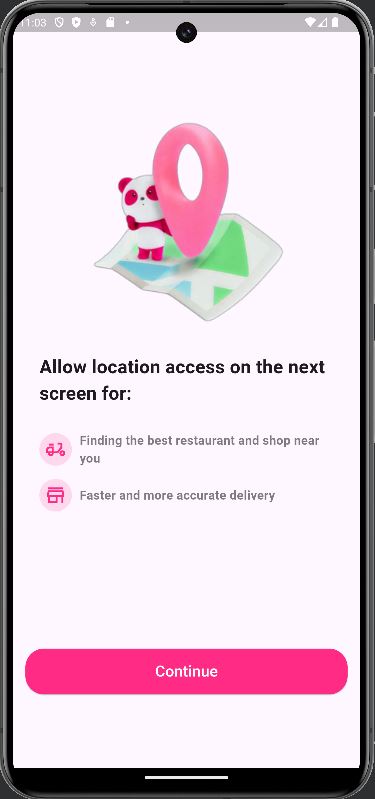 11:03
Allow location access on the next
screen for:
Finding the best restaurant and shop near
you
Faster and more accurate delivery
Continue